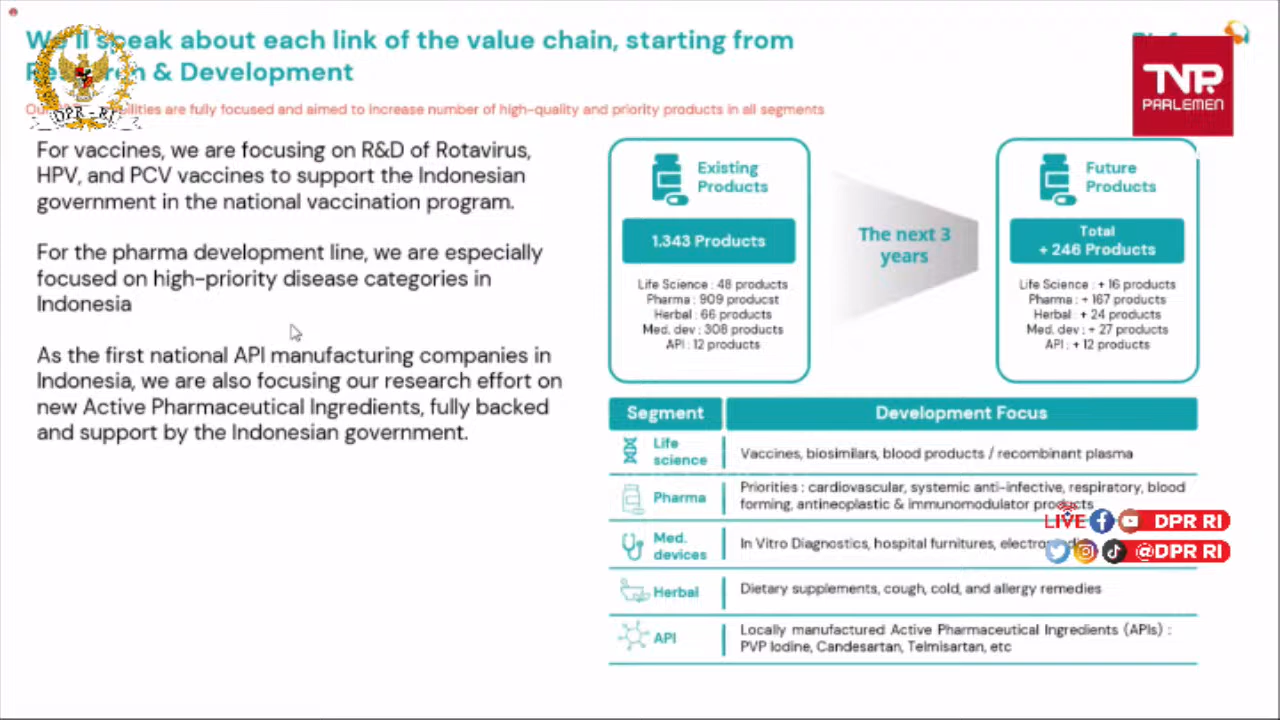 We'll speak about each link of the value chain, starting from
& Development
are fully focused and aimed to increase number of high-quality and priority products in all segments
DPR - RI
TVR
PARLEMEN
For vaccines, we are focusing on R&D of Rotavirus,
HPV, and PCV vaccines to support the Indonesian
government in the national vaccination program.
For the pharma development line, we are especially
focused on high-priority disease categories in
Indonesia
As the first national API manufacturing companies in
Indonesia, we are also focusing our research effort on
new Active Pharmaceutical Ingredients, fully backed
and support by the Indonesian government.
Existing
Products
1.343 Products
Life Science : 48 products
Pharma : 909 producst
Herbal : 66 products
Med. dev : 308 products
API : 12 products
The next 3
years
Future
Products
Total
+ 246 Products
Life Science : + 16 products
Pharma : + 167 products
Herbal : + 24 products
Med. dev : + 27 products
API : + 12 products
Segment
Development Focus
Life
science
Vaccines, biosimilars, blood products / recombinant plasma
Pharma
Priorities : cardiovascular, systemic anti-infective, respiratory, blood
forming, antineoplastic & immunomodulator products
Med.
devices
In Vitro Diagnostics, hospital furnitures,
Herbal
Dietary supplements, cough, cold, and allergy remedies
API
Locally manufactured Active Pharmaceutical Ingredients (APIs) :
PVP Iodine, Candesartan, Telmisartan, etc
LIVE DPR RI
@DPR RI